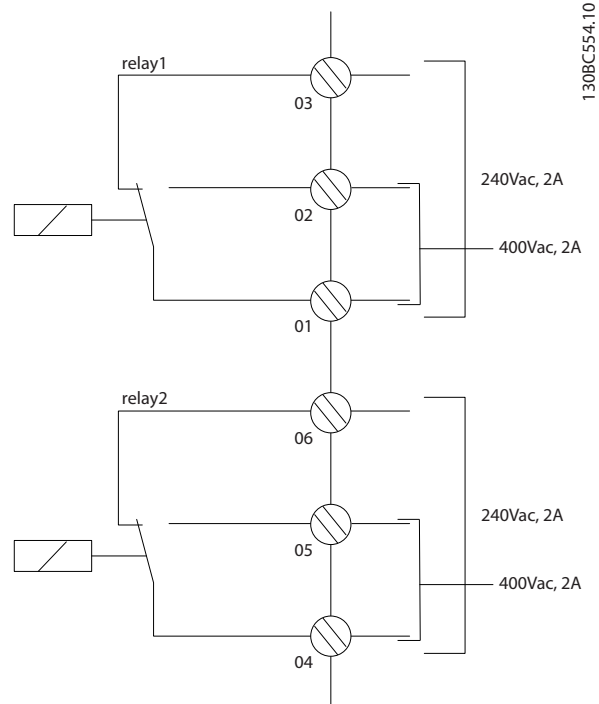 130BC554.10
relay1
03
240Vac, 2A
02
400Vac, 2A
01
relay2
06
240Vac, 2A
05
400Vac, 2A
04